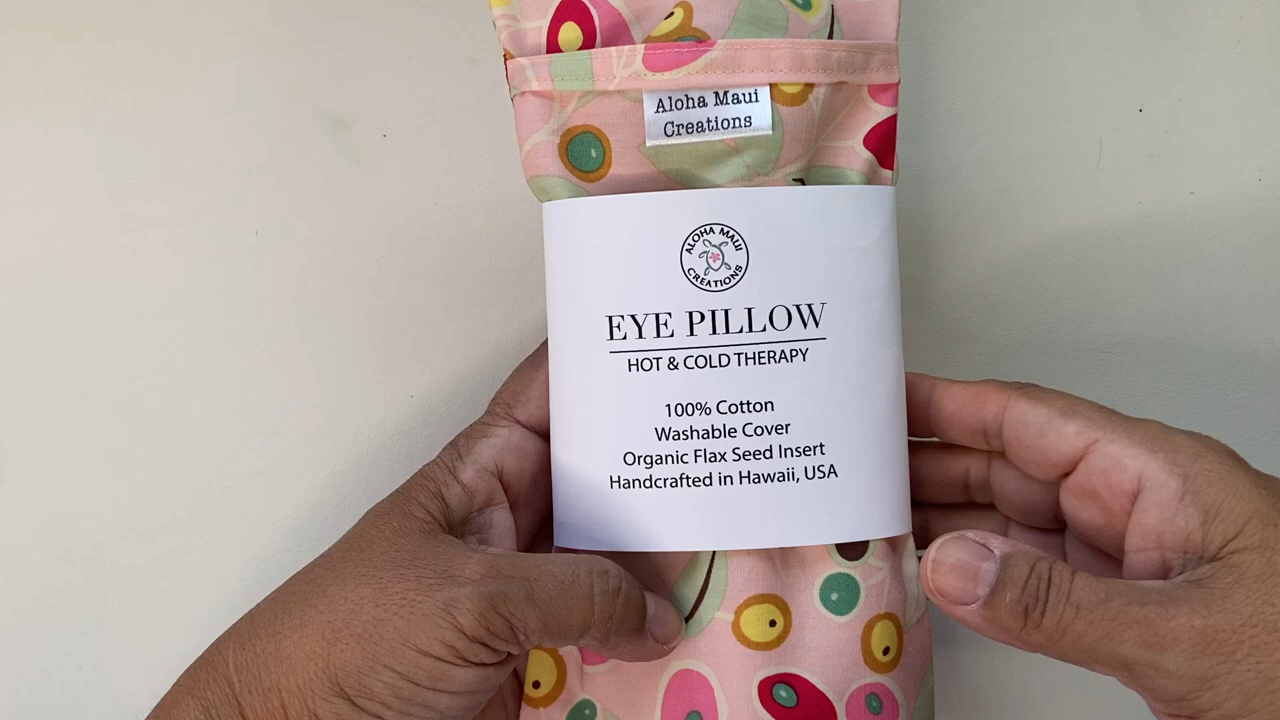 Aloha Maui
Creations
ALOHA MAUI
CREATIONS
EYE PILLOW
HOT & COLD THERAPY
100% Cotton
Washable Cover
Organic Flax Seed Insert
Handcrafted in Hawaii, USA